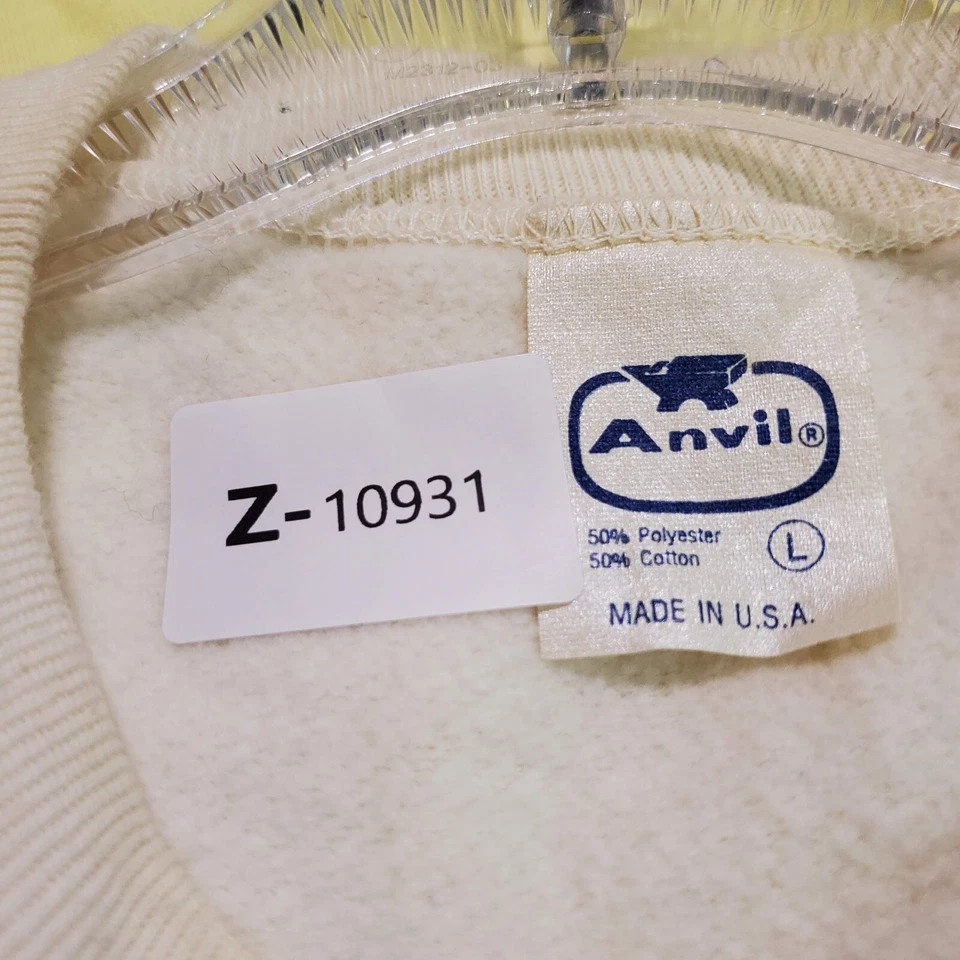 Z-10931
Anvil®
50% Polyester
50% Cotton
L
MADE IN U.S.A.